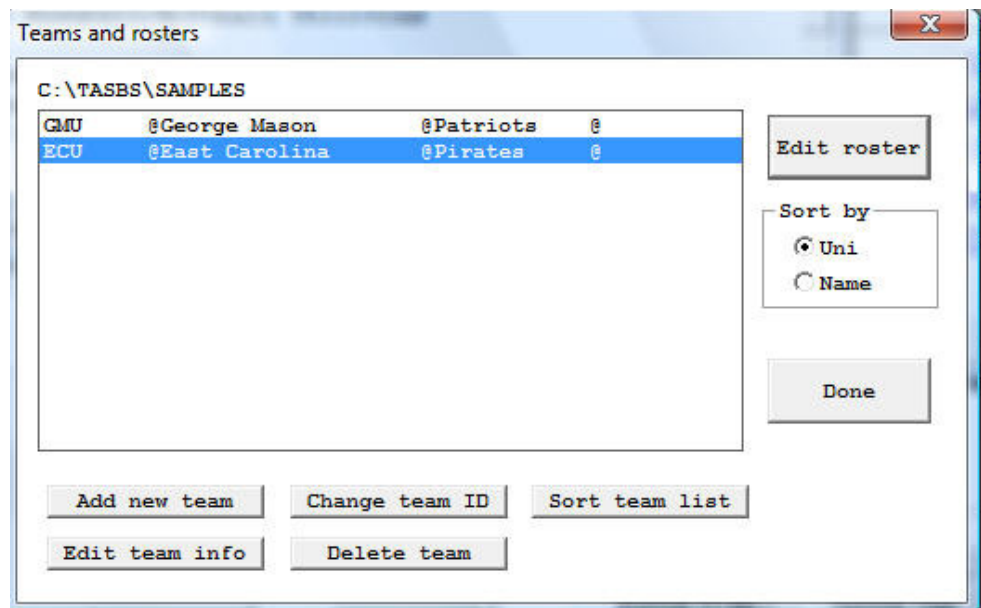 Teams and rosters
C:\TASBS\SAMPLES
GMU @George Mason @Patriots @
ECU @East Carolina @Pirates @
Edit roster
Sort by
Uni
Name
Done
Add new team Change team ID Sort team list
Edit team info Delete team